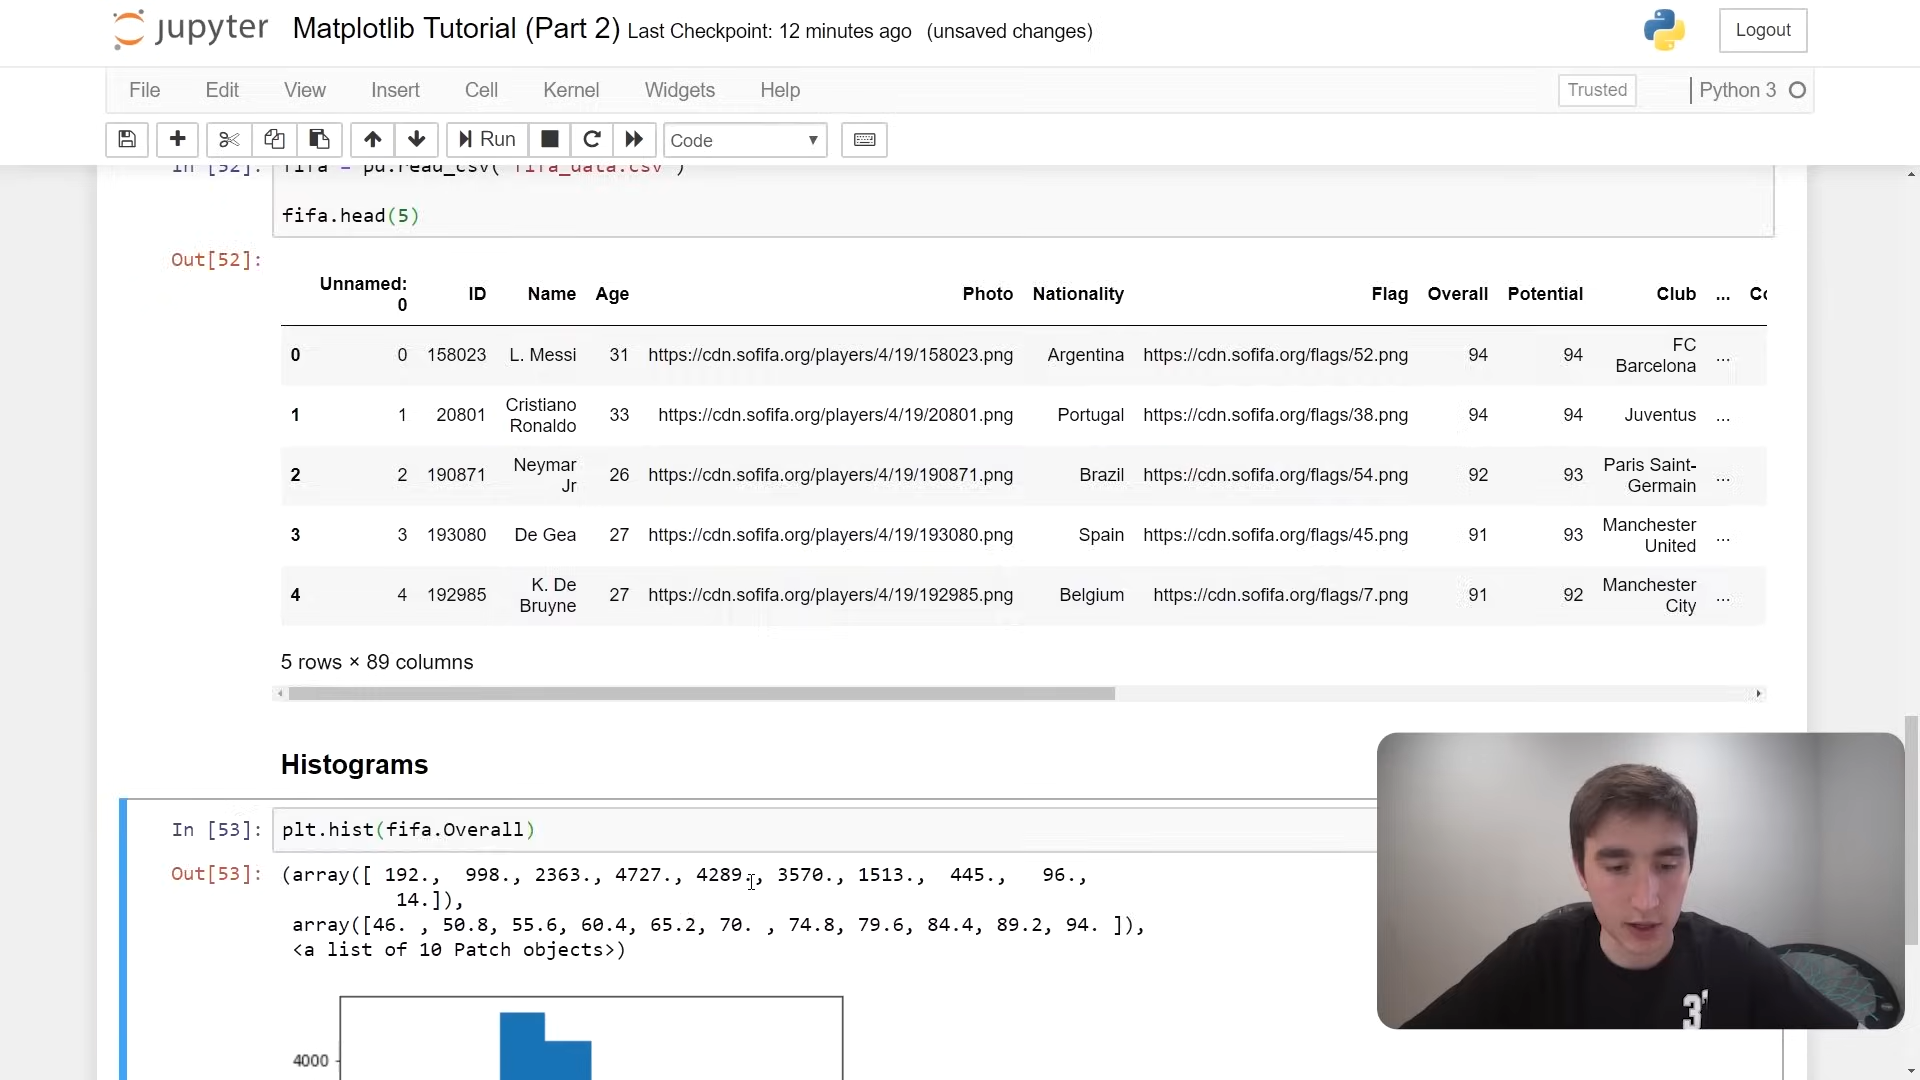 jupyter Matplotlib Tutorial (Part 2) Last Checkpoint: 12 minutes ago (unsaved changes) Logout
File Edit View Insert Cell Kernel Widgets Help Trusted Python 3
Run Code
In [52]: fifa = pd.read_csv('fifa_data.csv')
fifa.head(5)
Out[52]:
Unnamed: 0 ID Name Age Photo Nationality Flag Overall Potential Club ... Co
0 0 158023 L. Messi 31 https://cdn.sofifa.org/players/4/19/158023.png Argentina https://cdn.sofifa.org/flags/52.png 94 94 FC Barcelona ...
1 1 20801 Cristiano Ronaldo 33 https://cdn.sofifa.org/players/4/19/20801.png Portugal https://cdn.sofifa.org/flags/38.png 94 94 Juventus ...
2 2 190871 Neymar Jr 26 https://cdn.sofifa.org/players/4/19/190871.png Brazil https://cdn.sofifa.org/flags/54.png 92 93 Paris Saint-Germain ...
3 3 193080 De Gea 27 https://cdn.sofifa.org/players/4/19/193080.png Spain https://cdn.sofifa.org/flags/45.png 91 93 Manchester United ...
4 4 192985 K. De Bruyne 27 https://cdn.sofifa.org/players/4/19/192985.png Belgium https://cdn.sofifa.org/flags/7.png 91 92 Manchester City ...
5 rows × 89 columns
Histograms
In [53]: plt.hist(fifa.Overall)
Out[53]: (array([ 192., 998., 2363., 4727., 4289., 3570., 1513., 445., 96.,
14.]),
array([46. , 50.8, 55.6, 60.4, 65.2, 70. , 74.8, 79.6, 84.4, 89.2, 94. ]),
<a list of 10 Patch objects>)
4000